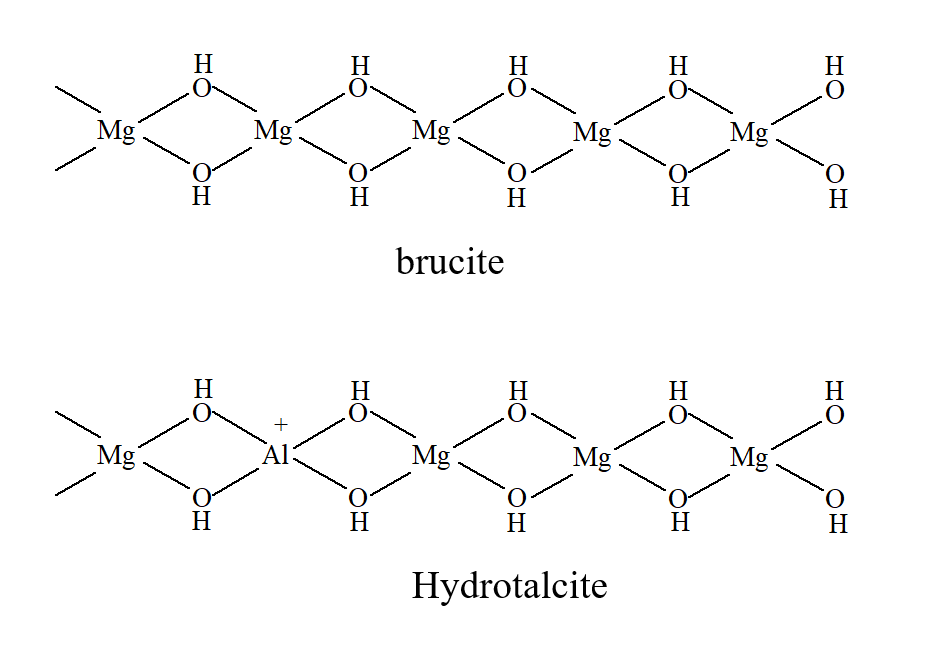 H H H H H
O O O O O
Mg Mg Mg Mg Mg
O O O O O
H H H H H
brucite
H H H H H
O O O O O
+
Al
Mg Mg Mg Mg
O O O O O
H H H H H
Hydrotalcite